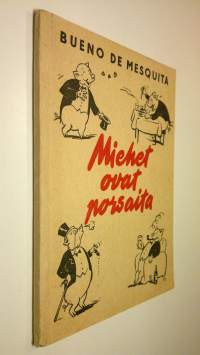 BUENO DE MESQUITA
Miehet
ovat
porsaita